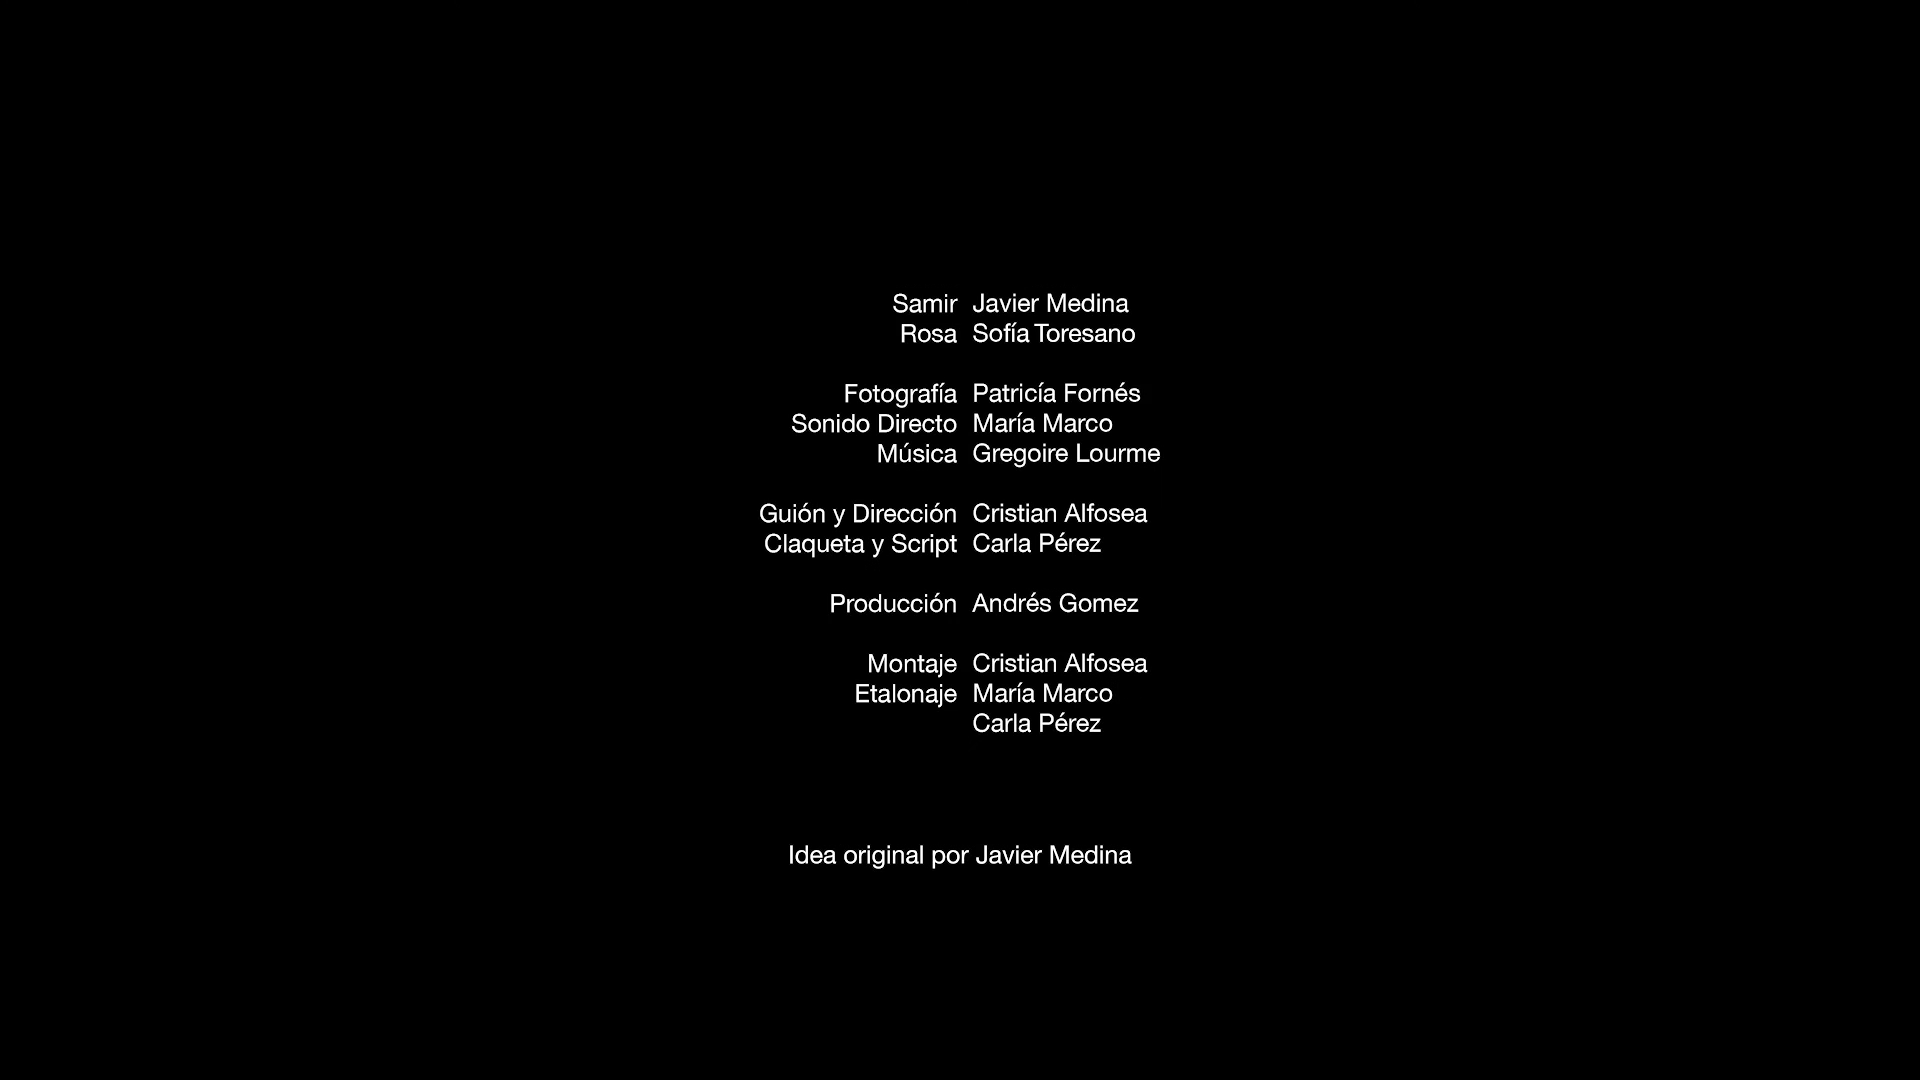 Samir Javier Medina
Rosa Sofía Toresano
Fotografía Patricía Fornés
Sonido Directo María Marco
Música Gregoire Lourme
Guión y Dirección Cristian Alfosea
Claqueta y Script Carla Pérez
Producción Andrés Gomez
Montaje Cristian Alfosea
Etalonaje María Marco
Carla Pérez
Idea original por Javier Medina